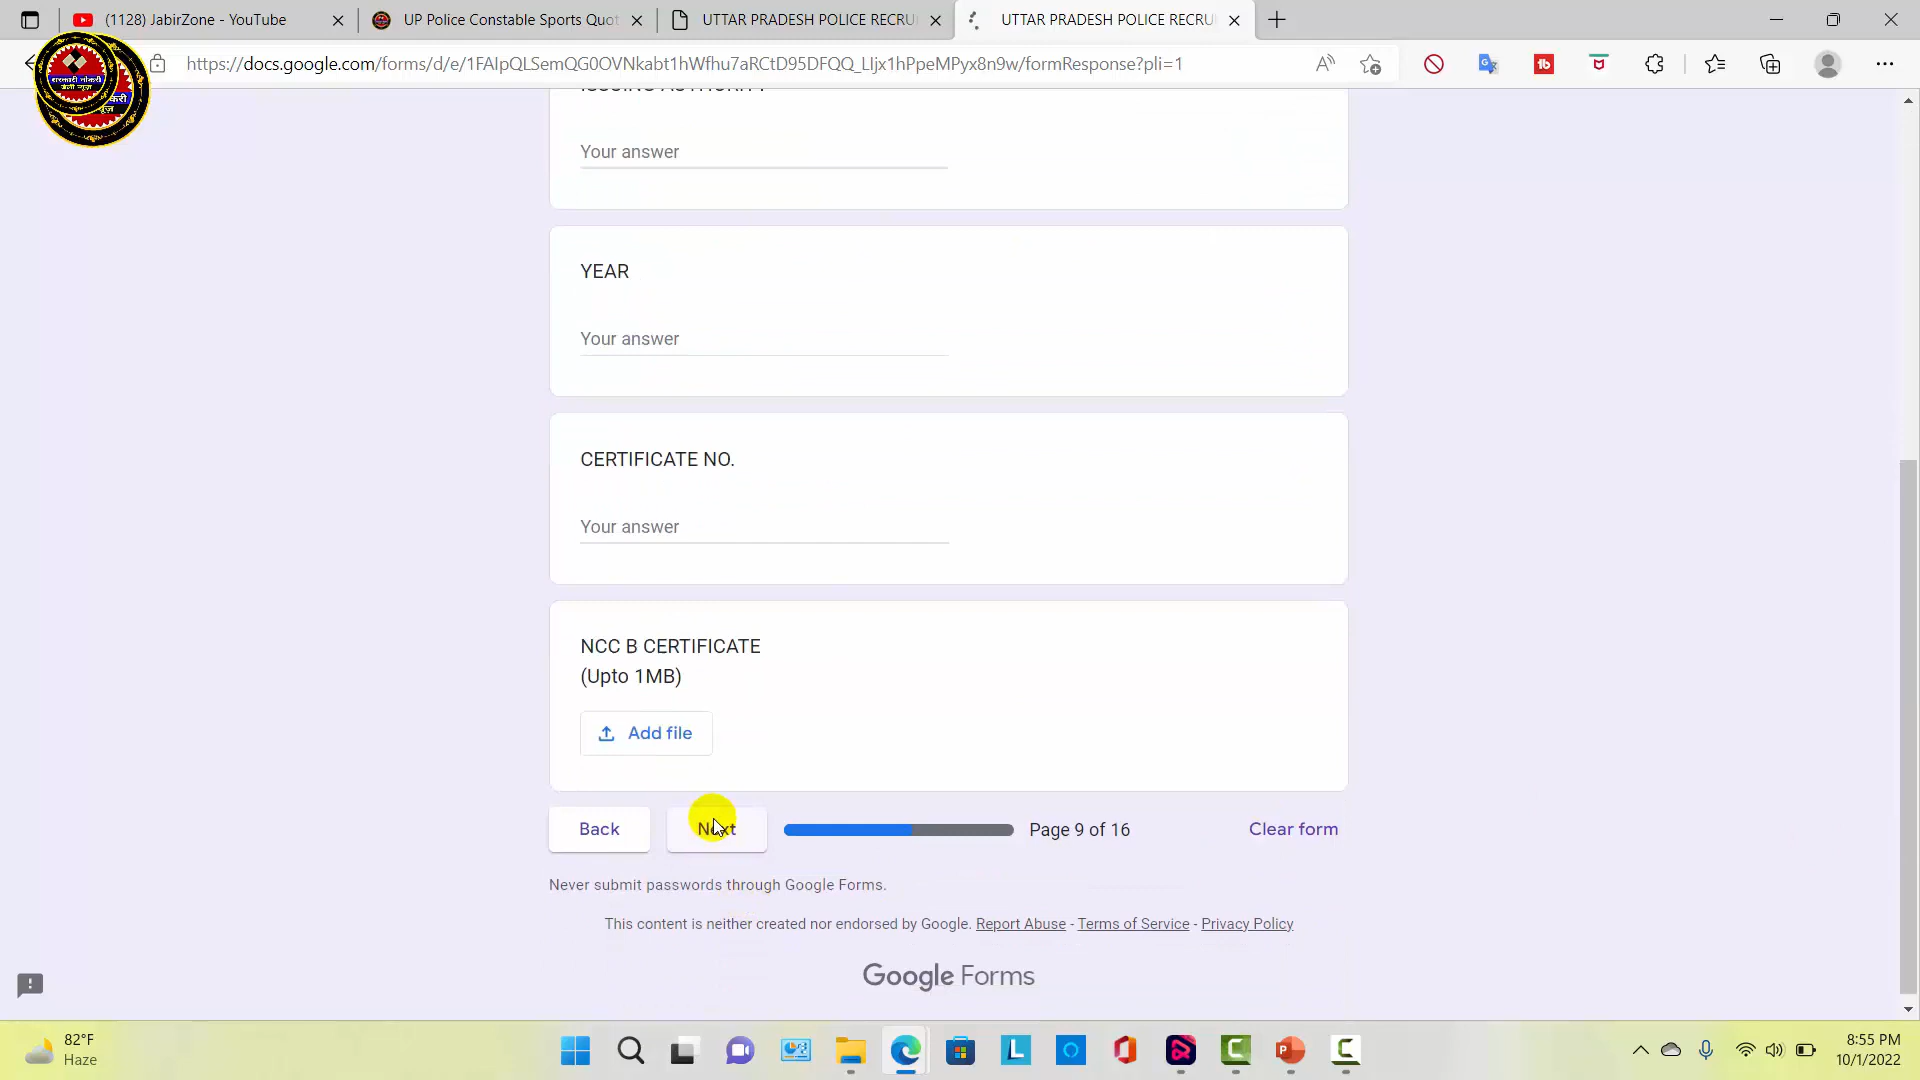 (1128) JabirZone - YouTube
UP Police Constable Sports Quot
UTTAR PRADESH POLICE RECRU
UTTAR PRADESH POLICE RECRU
https://docs.google.com/forms/d/e/1FAIpQLSemQG0OVNkabt1hWfhu7aRCtD95DFQQ_LIjx1hPpeMPyx8n9w/formResponse?pli=1
सरकारी नौकरी
ISSUING AUTHORITY
Your answer
YEAR
Your answer
CERTIFICATE NO.
Your answer
NCC B CERTIFICATE
(Upto 1MB)
Add file
Back
Next
Page 9 of 16
Clear form
Never submit passwords through Google Forms.
This content is neither created nor endorsed by Google. Report Abuse - Terms of Service - Privacy Policy
Google Forms
82°F
Haze
8:55 PM
10/1/2022